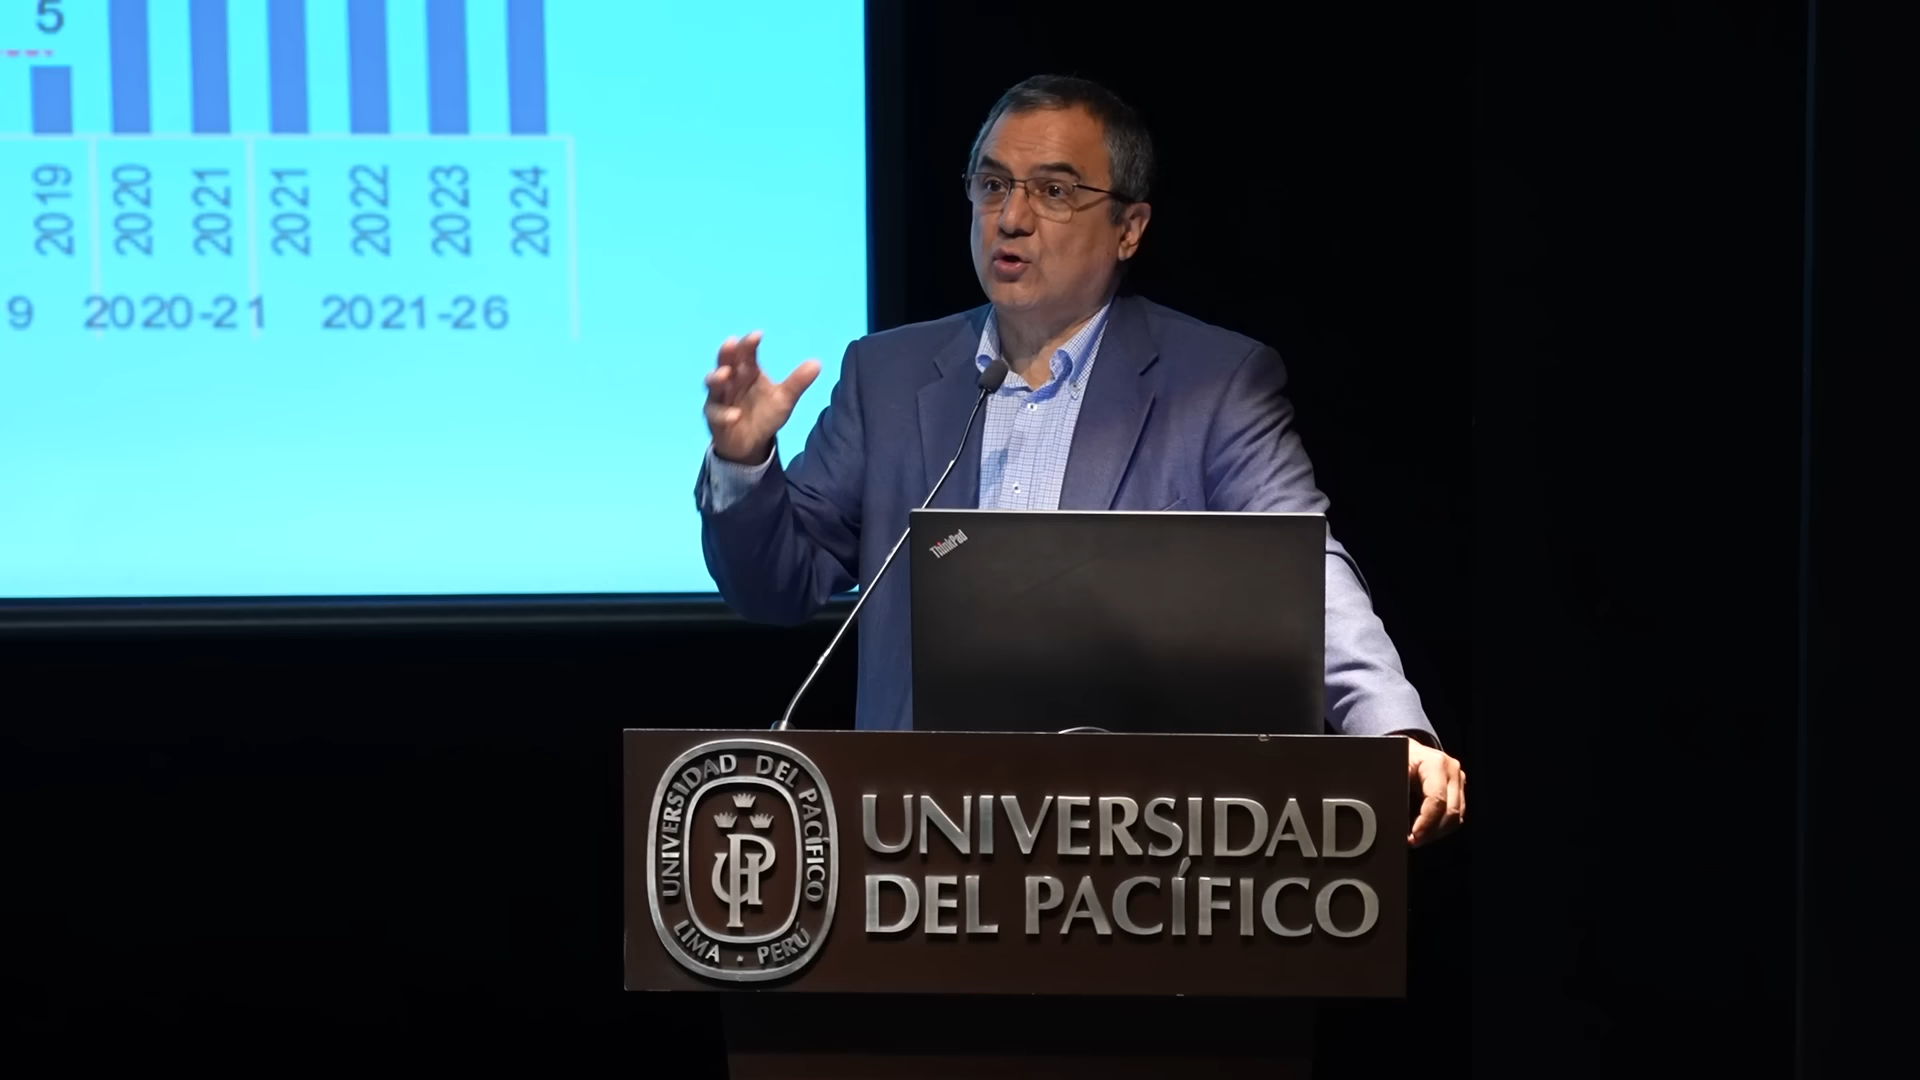 5
2019
2020
2021
2021
2022
2023
2024
9
2020-21
2021-26
ThinkPad
UNIVERSIDAD DEL PACÍFICO
LIMA . PERÚ
UP
UNIVERSIDAD
DEL PACÍFICO